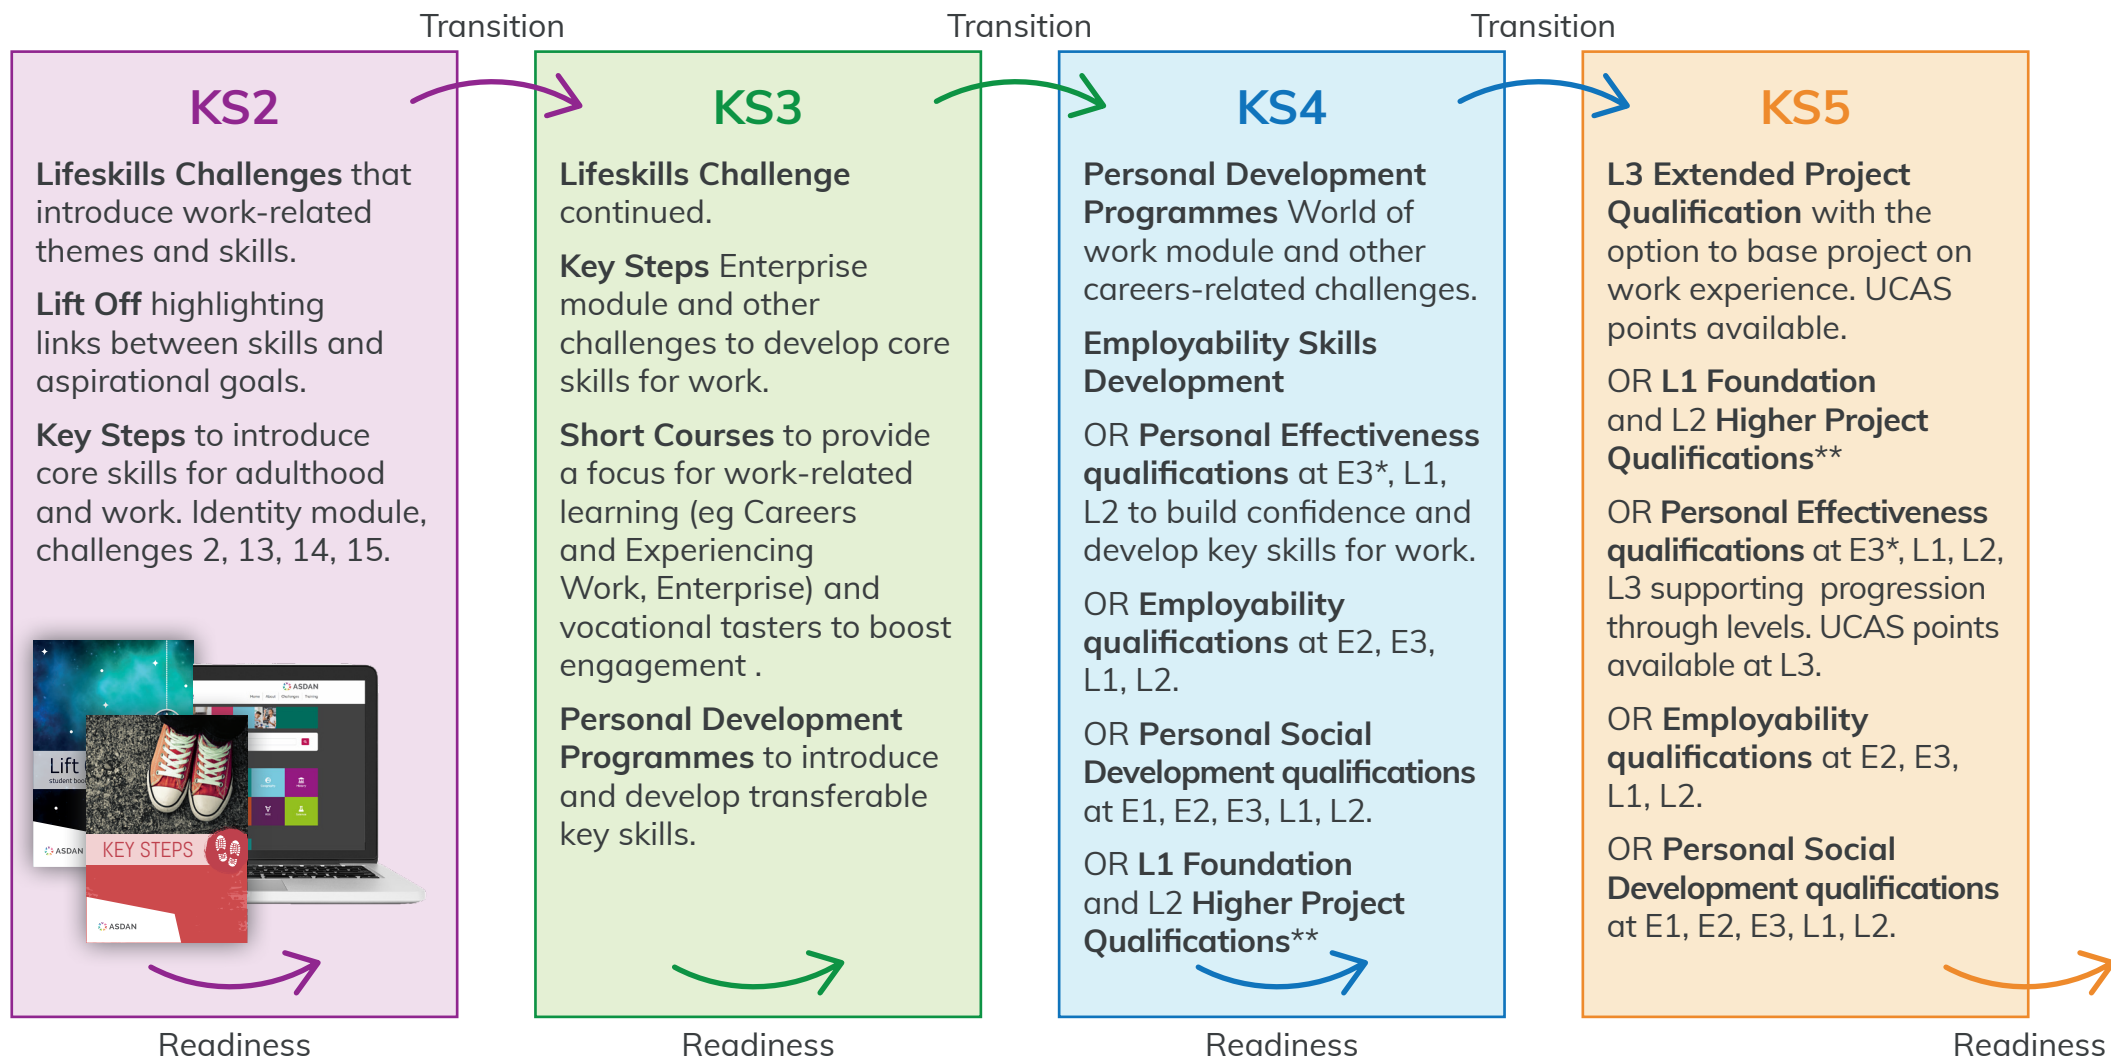 Transition
Transition
Transition
KS2
Lifeskills Challenges that
introduce work-related
themes and skills.
Lift Off highlighting
links between skills and
aspirational goals.
Key Steps to introduce
core skills for adulthood
and work. Identity module,
challenges 2, 13, 14, 15.
ASDAN
Home About Challenges Training
Lift
student boo
ASDAN
KEY STEPS
ASDAN
Readiness
KS3
Lifeskills Challenge
continued.
Key Steps Enterprise
module and other
challenges to develop core
skills for work.
Short Courses to provide
a focus for work-related
learning (eg Careers
and Experiencing
Work, Enterprise) and
vocational tasters to boost
engagement .
Personal Development
Programmes to introduce
and develop transferable
key skills.
Readiness
KS4
Personal Development
Programmes World of
work module and other
careers-related challenges.
Employability Skills
Development
OR Personal Effectiveness
qualifications at E3*, L1,
L2 to build confidence and
develop key skills for work.
OR Employability
qualifications at E2, E3,
L1, L2.
OR Personal Social
Development qualifications
at E1, E2, E3, L1, L2.
OR L1 Foundation
and L2 Higher Project
Qualifications**
Readiness
KS5
L3 Extended Project
Qualification with the
option to base project on
work experience. UCAS
points available.
OR L1 Foundation
and L2 Higher Project
Qualifications**
OR Personal Effectiveness
qualifications at E3*, L1, L2,
L3 supporting  progression
through levels. UCAS points
available at L3.
OR Employability
qualifications at E2, E3,
L1, L2.
OR Personal Social
Development qualifications
at E1, E2, E3, L1, L2.
Readiness